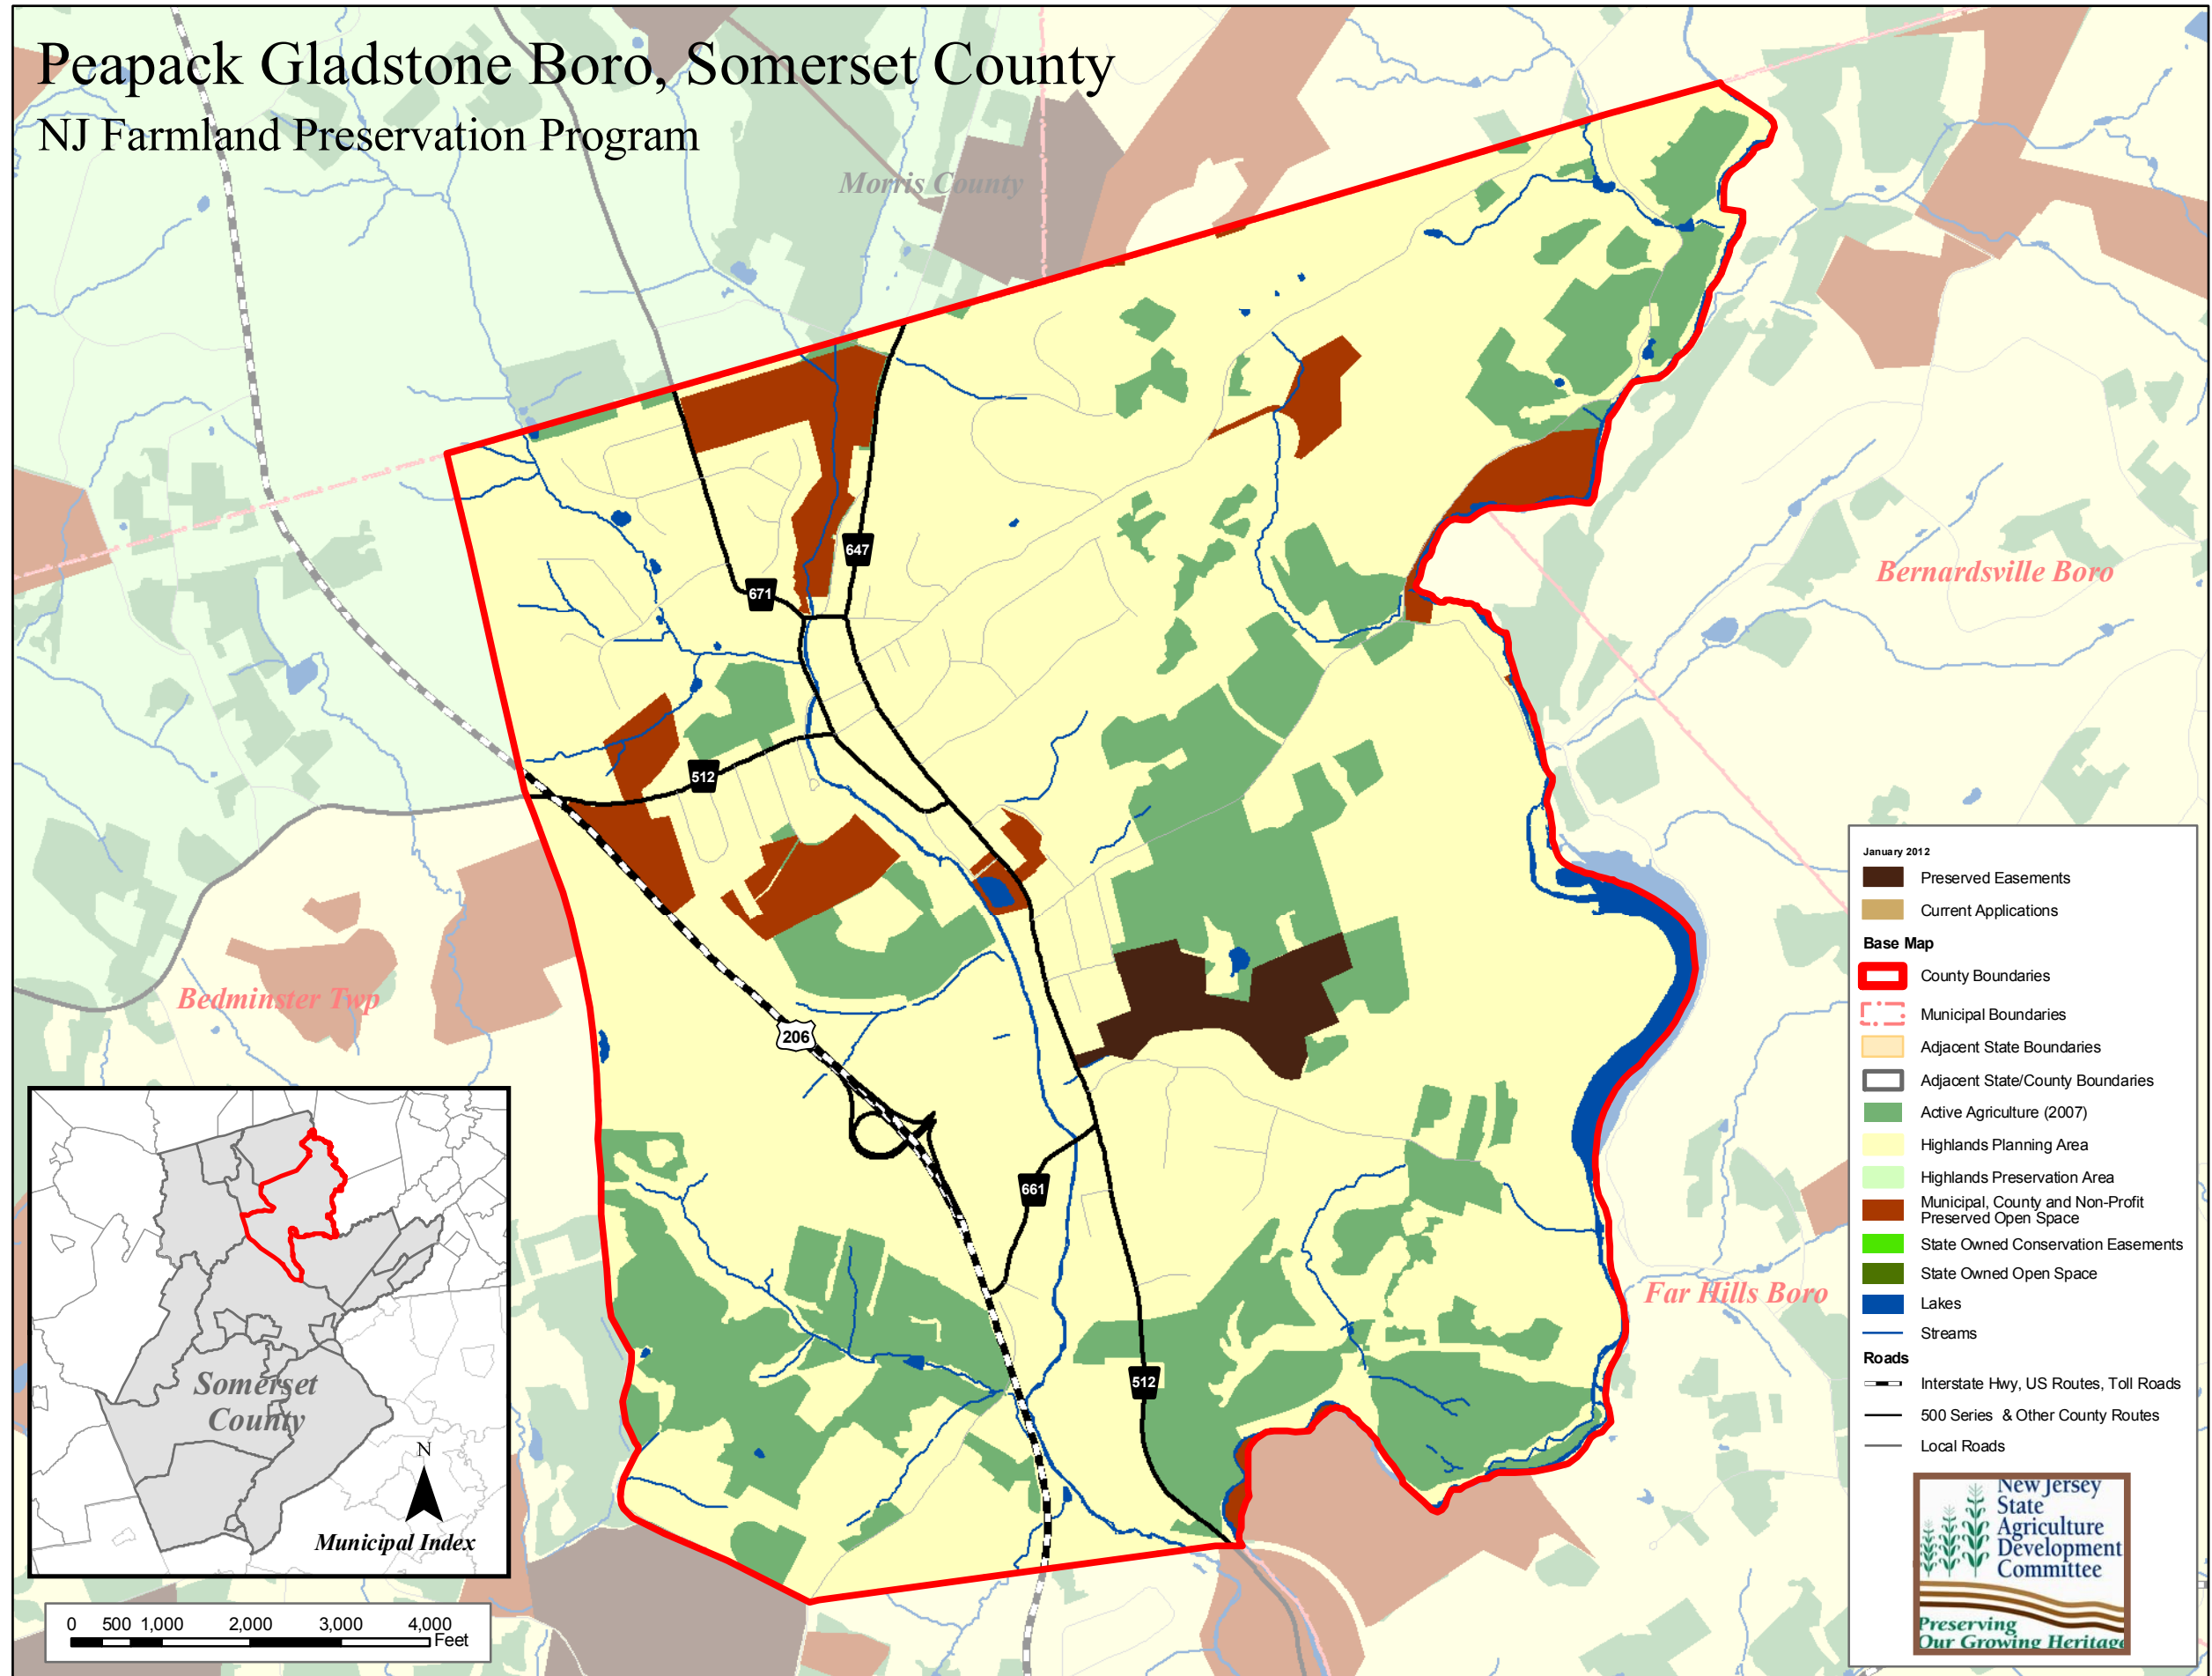 Peapack Gladstone Boro, Somerset County
NJ Farmland Preservation Program
Morris County
647
671
Bernardsville Boro
512
Bedminster Twp
206
661
Far Hills Boro
512
January 2012
Preserved Easements
Current Applications
Base Map
County Boundaries
Municipal Boundaries
Adjacent State Boundaries
Adjacent State/County Boundaries
Active Agriculture (2007)
Highlands Planning Area
Highlands Preservation Area
Municipal, County and Non-Profit
Preserved Open Space
State Owned Conservation Easements
State Owned Open Space
Lakes
Streams
Roads
Interstate Hwy, US Routes, Toll Roads
500 Series & Other County Routes
Local Roads
New Jersey
State
Agriculture
Development
Committee
Preserving
Our Growing Heritage
Somerset
County
N
Municipal Index
0 500 1,000 2,000 3,000 4,000
Feet